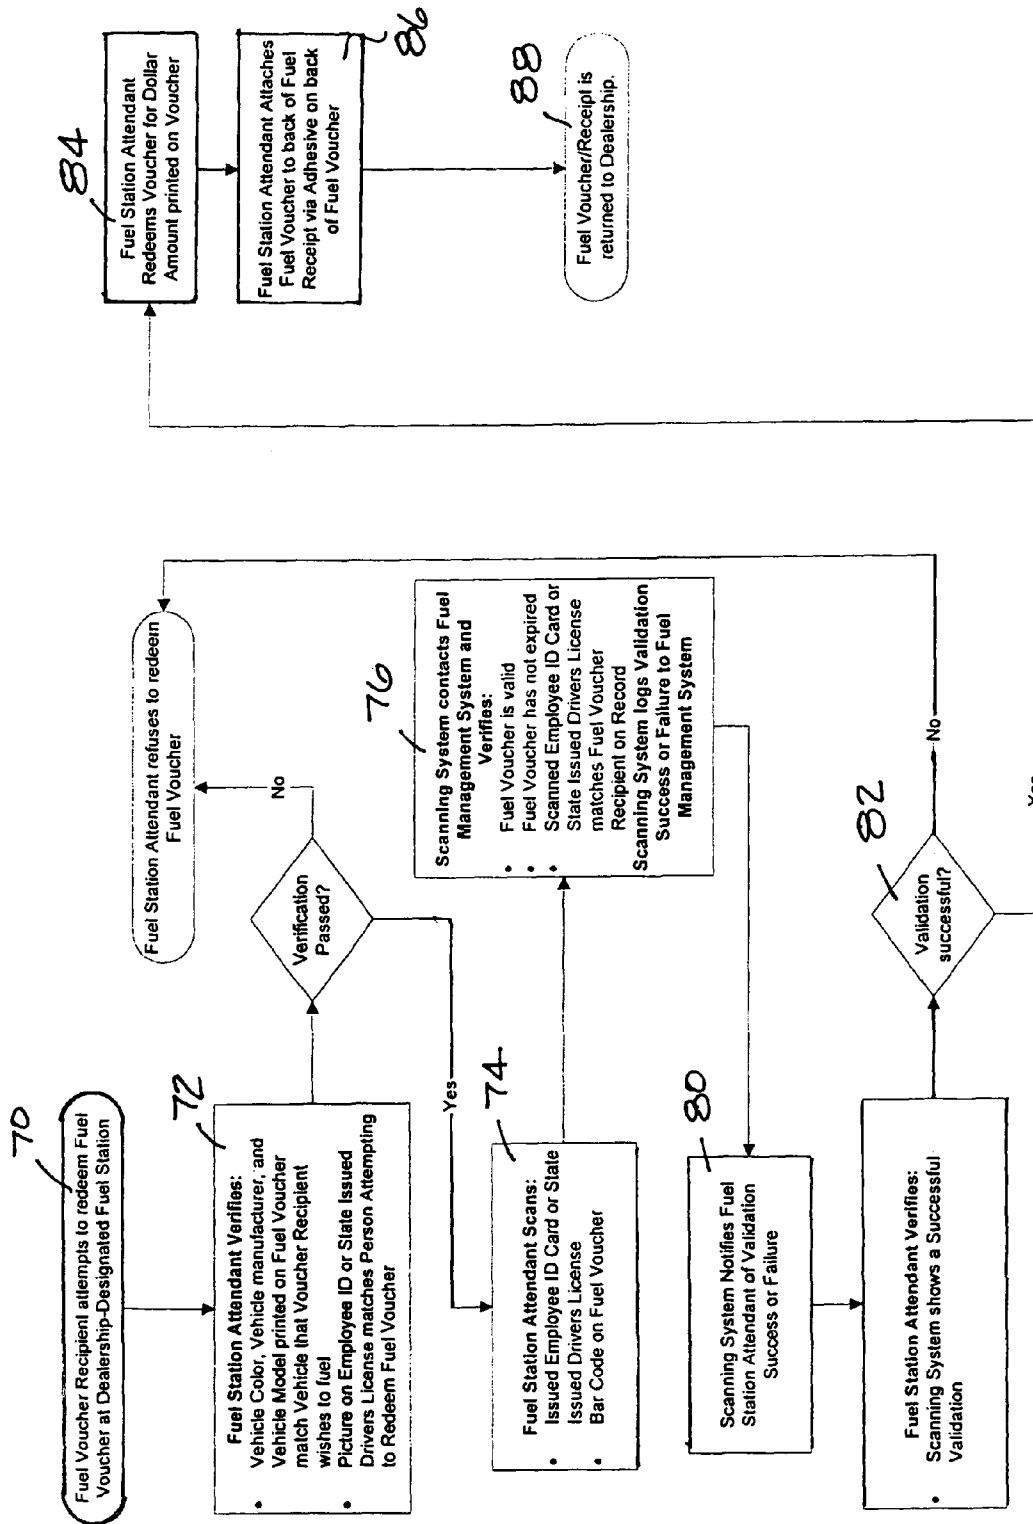 70
Fuel Voucher Recipient attempts to redeem Fuel
Voucher at Dealership-Designated Fuel Station
72
Fuel Station Attendant Verifies:
• Vehicle Color, Vehicle manufacturer, and
Vehicle Model printed on Fuel Voucher
match Vehicle that Voucher Recipient
wishes to fuel
• Picture on Employee ID or State Issued
Drivers License matches Person Attempting
to Redeem Fuel Voucher
Verification
Passed?
No
Fuel Station Attendant refuses to redeem
Fuel Voucher
Yes
74
Fuel Station Attendant Scans:
• Issued Employee ID Card or State
Issued Drivers License
• Bar Code on Fuel Voucher
76
Scanning System contacts Fuel
Management System and
Verifies:
• Fuel Voucher is valid
• Fuel Voucher has not expired
• Scanned Employee ID Card or
State Issued Drivers License
matches Fuel Voucher
Recipient on Record
Scanning System logs Validation
Success or Failure to Fuel
Management System
80
Scanning System Notifies Fuel
Station Attendant of Validation
Success or Failure
Fuel Station Attendant Verifies:
• Scanning System shows a Successful
Validation
82
Validation
successful?
No
Yes
84
Fuel Station Attendant
Redeems Voucher for Dollar
Amount printed on Voucher
86
Fuel Station Attendant Attaches
Fuel Voucher to back of Fuel
Receipt via Adhesive on back
of Fuel Voucher
88
Fuel Voucher/Receipt is
returned to Dealership.